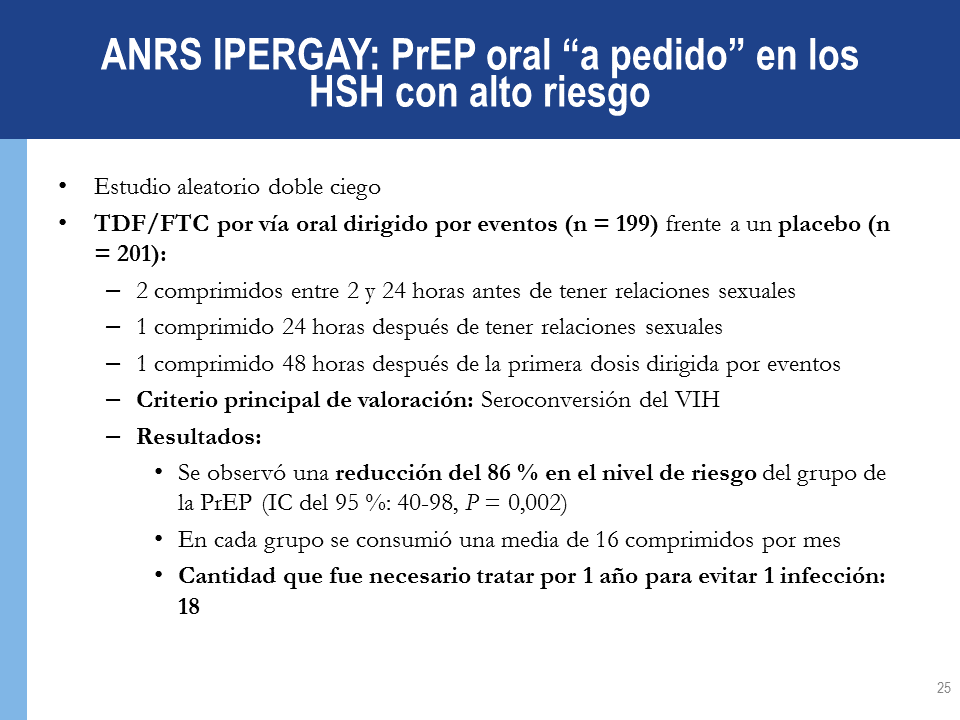 ANRS IPERGAY: PrEP oral “a pedido” en los
HSH con alto riesgo
• Estudio aleatorio doble ciego
• TDF/FTC por vía oral dirigido por eventos (n = 199) frente a un placebo (n
= 201):
– 2 comprimidos entre 2 y 24 horas antes de tener relaciones sexuales
– 1 comprimido 24 horas después de tener relaciones sexuales
– 1 comprimido 48 horas después de la primera dosis dirigida por eventos
– Criterio principal de valoración: Seroconversión del VIH
– Resultados:
• Se observó una reducción del 86 % en el nivel de riesgo del grupo de
la PrEP (IC del 95 %: 40-98, P = 0,002)
• En cada grupo se consumió una media de 16 comprimidos por mes
• Cantidad que fue necesario tratar por 1 año para evitar 1 infección:
18
25